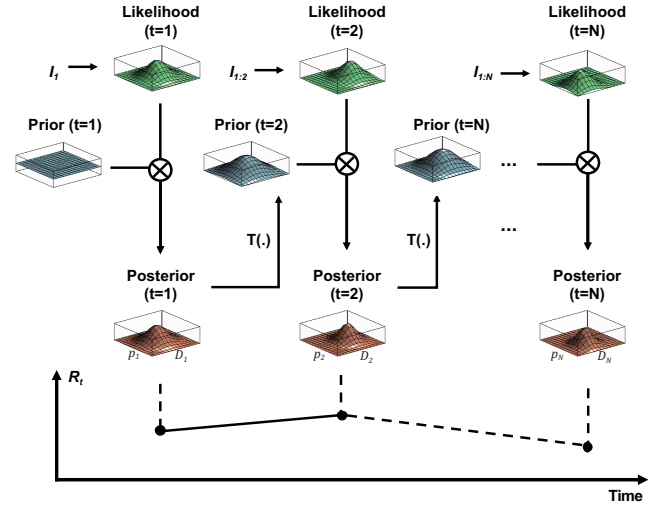 Likelihood
(t=1)
Likelihood
(t=2)
Likelihood
(t=N)
I1
I1:2
I1:N
Prior (t=1)
Prior (t=2)
Prior (t=N)
...
T(.)
T(.)
...
Posterior
(t=1)
Posterior
(t=2)
Posterior
(t=N)
p1 D1
p2 D2
pN DN
Rt
Time